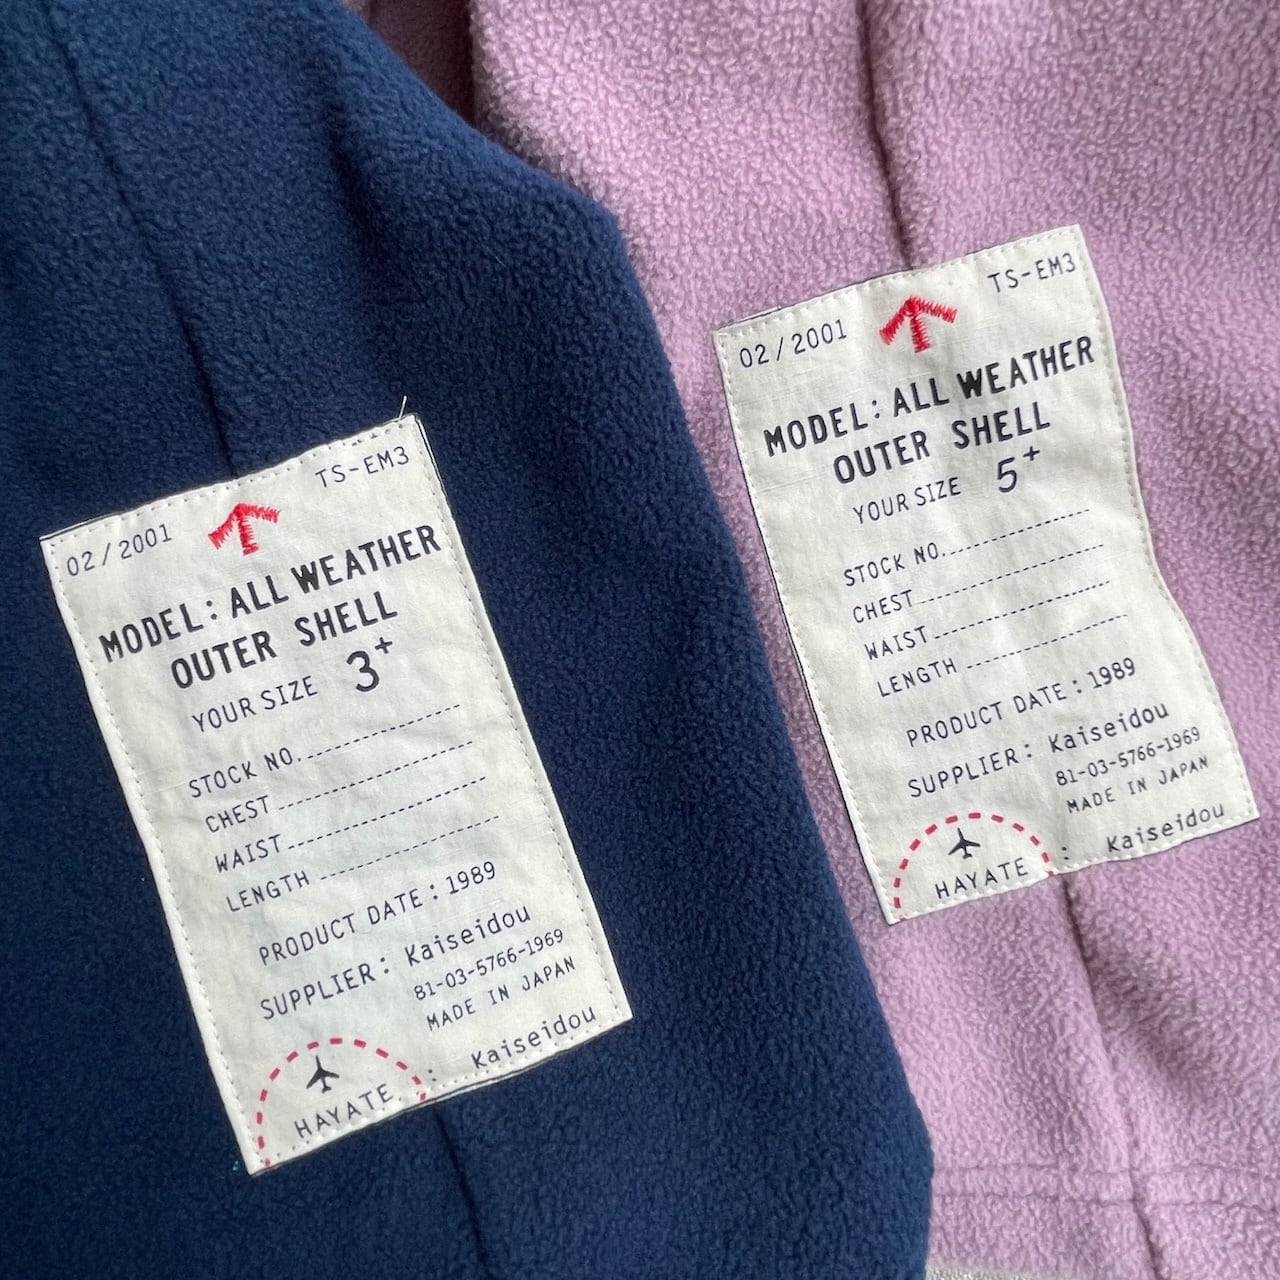 02/2001
TS-EM3
MODEL: ALL WEATHER
OUTER SHELL
YOUR SIZE 3+
STOCK NO.
CHEST
WAIST
LENGTH
PRODUCT DATE: 1989
SUPPLIER: Kaiseidou
81-03-5766-1969
MADE IN JAPAN
HAYATE : Kaiseidou
02/2001
TS-EM3
MODEL: ALL WEATHER
OUTER SHELL
YOUR SIZE 5+
STOCK NO.
CHEST
WAIST
LENGTH
PRODUCT DATE: 1989
SUPPLIER: Kaiseidou
81-03-5766-1969
MADE IN JAPAN
HAYATE : Kaiseidou